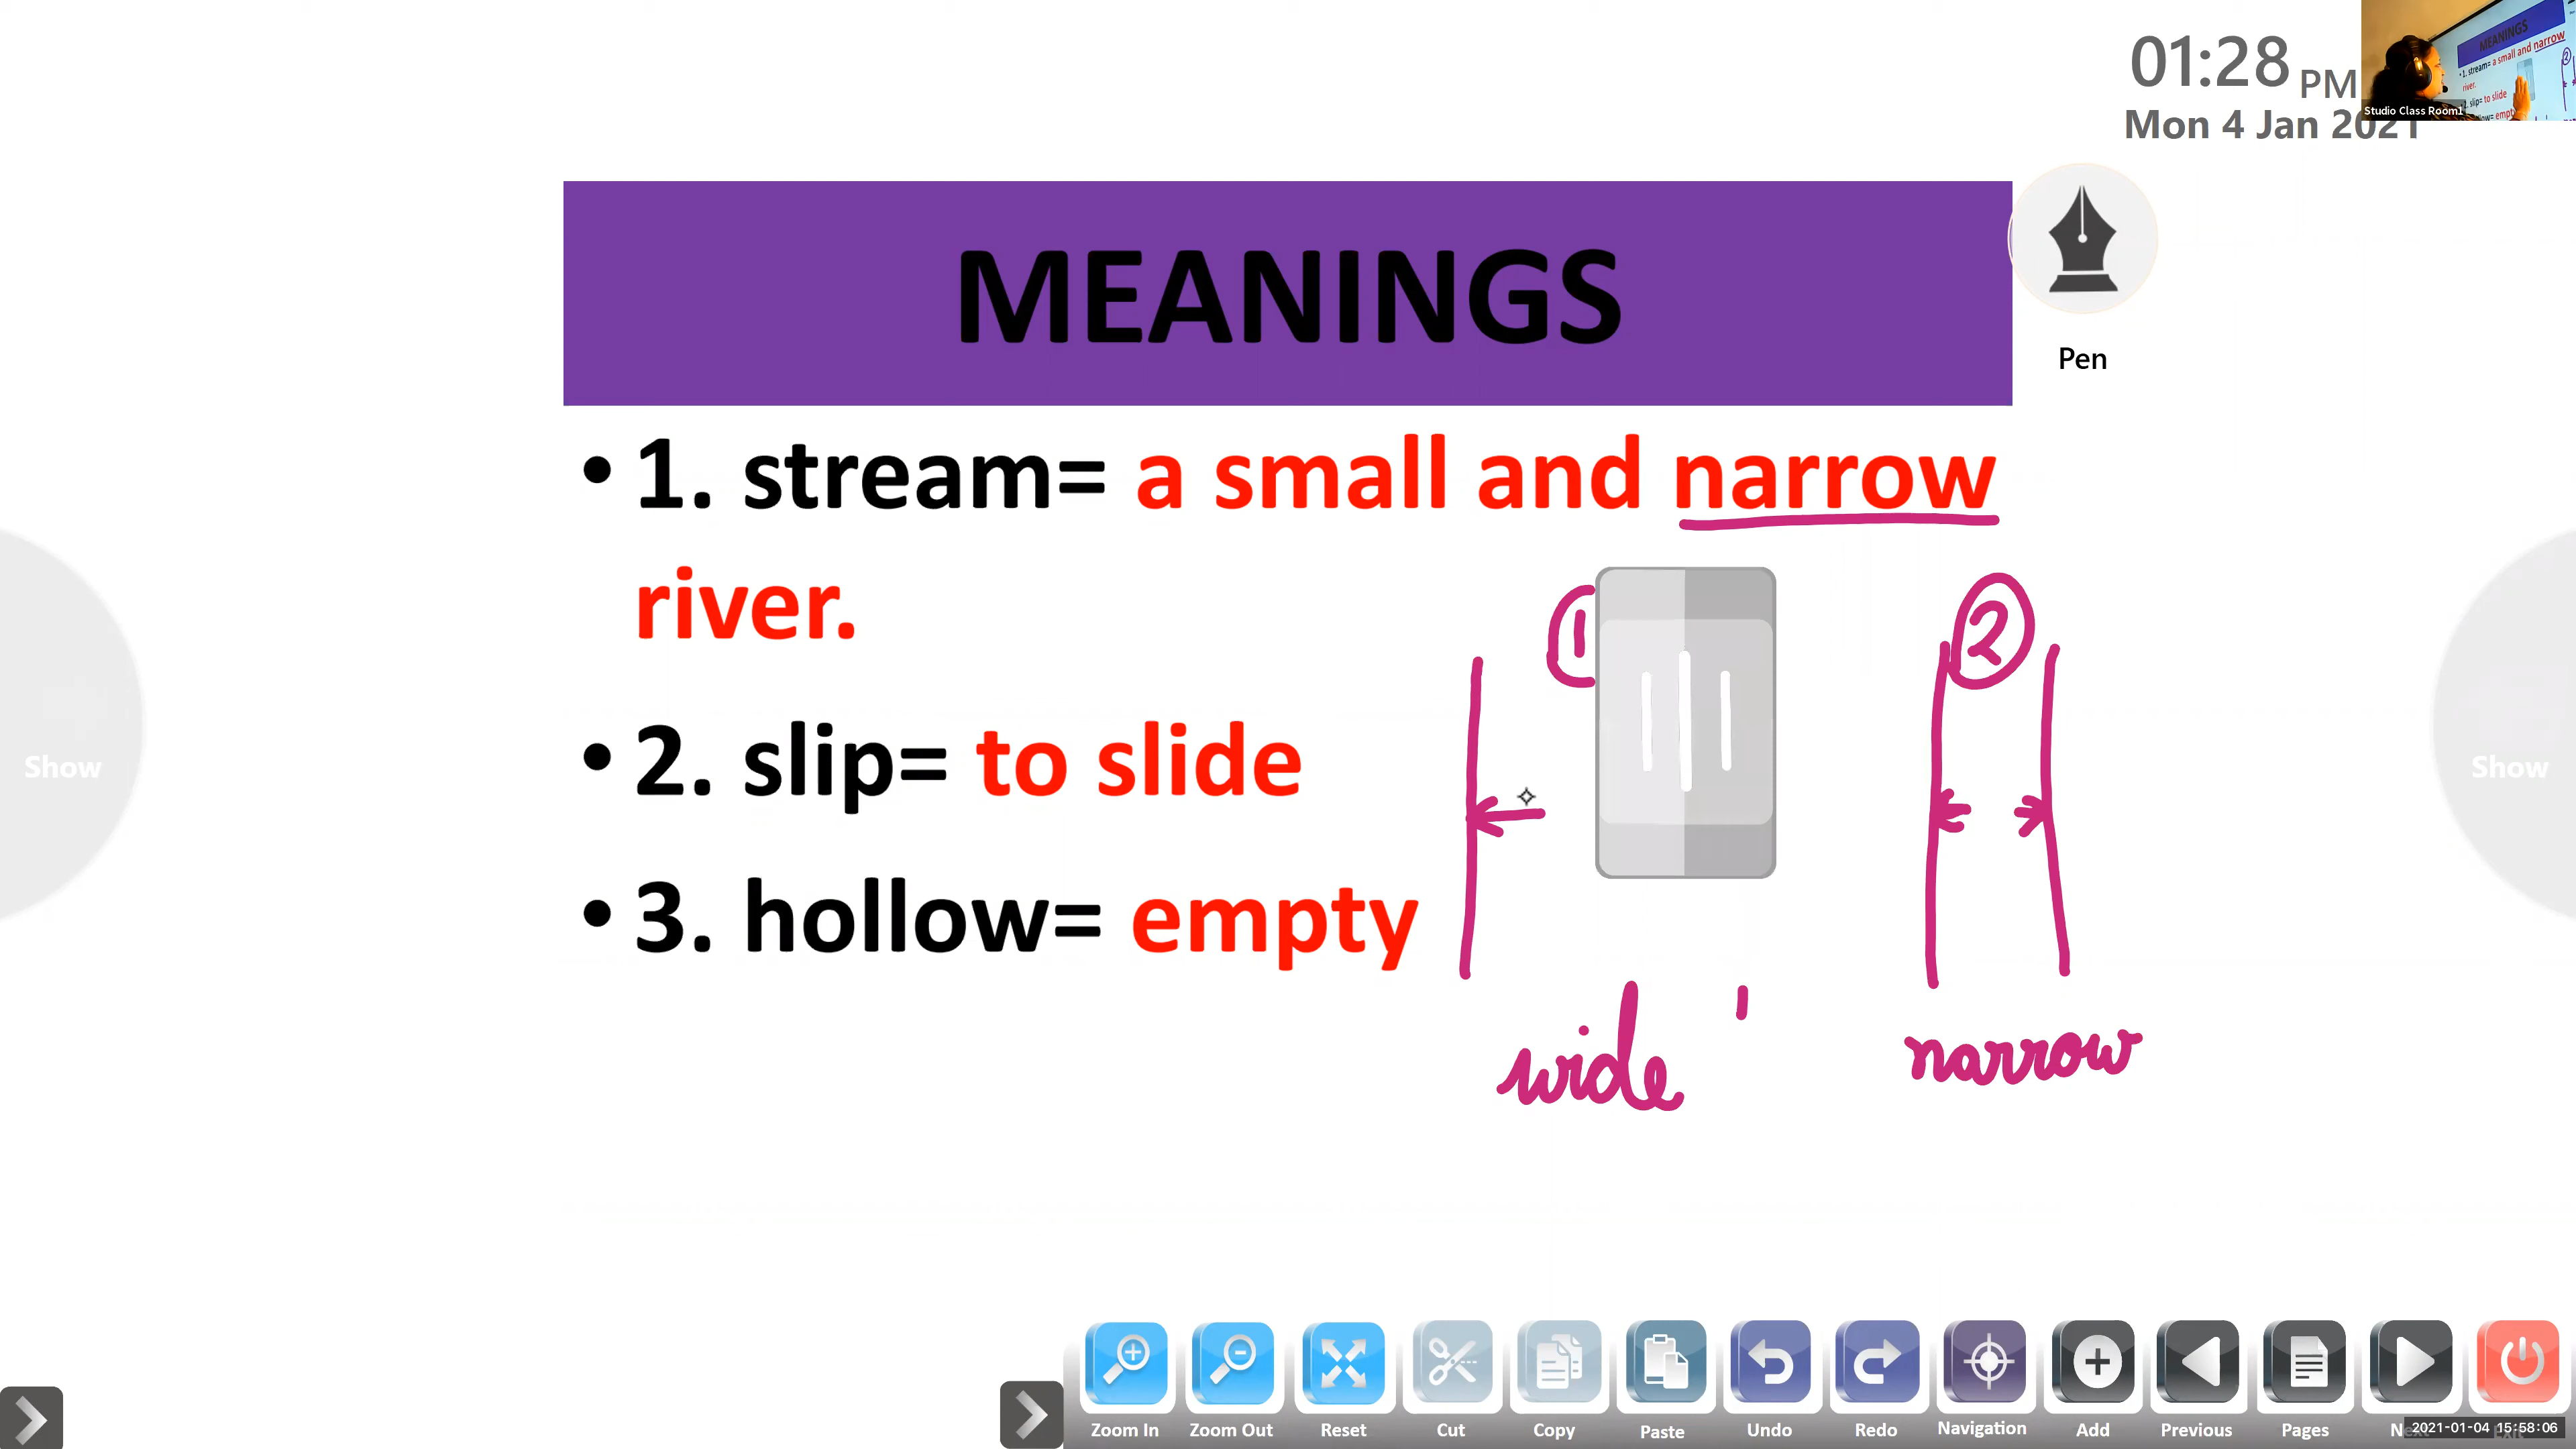 01:28 PM
Mon 4 Jan 2021
Studio Class Room1
MEANINGS
Pen
• 1. stream= a small and narrow
river.
• 2. slip= to slide
• 3. hollow= empty
1
2
wide
narrow
Show
Show
Zoom In Zoom Out Reset Cut Copy Paste Undo Redo Navigation Add Previous Pages
2021-01-04 15:58:06